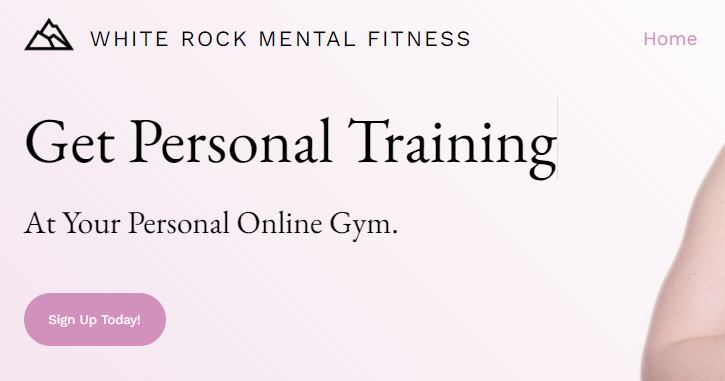 WHITE ROCK MENTAL FITNESS
Home
Get Personal Training
At Your Personal Online Gym.
Sign Up Today!